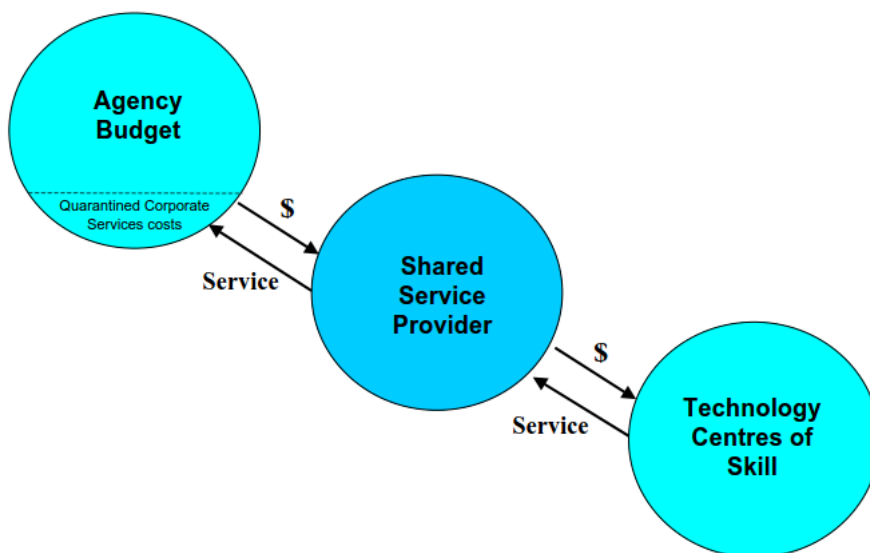 Agency
Budget
Quarantined Corporate
Services costs
$
Service
Shared
Service
Provider
$
Service
Technology
Centres of
Skill